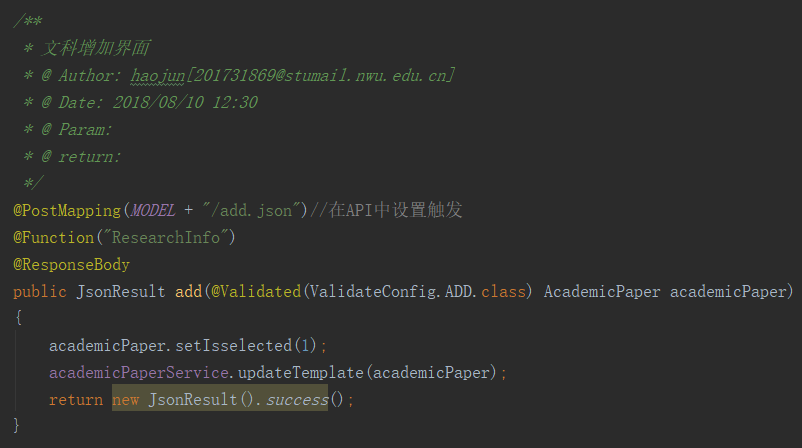 /**
* 文科增加界面
* @ Author: haojun[201731869@stumail.nwu.edu.cn]
* @ Date: 2018/08/10 12:30
* @ Param:
* @ return:
*/
@PostMapping(MODEL + "/add.json")//在API中设置触发
@Function("ResearchInfo")
@ResponseBody
public JsonResult add(@Validated(ValidateConfig.ADD.class) AcademicPaper academicPaper)
{
academicPaper.setIsselected(1);
academicPaperService.updateTemplate(academicPaper);
return new JsonResult().success();
}